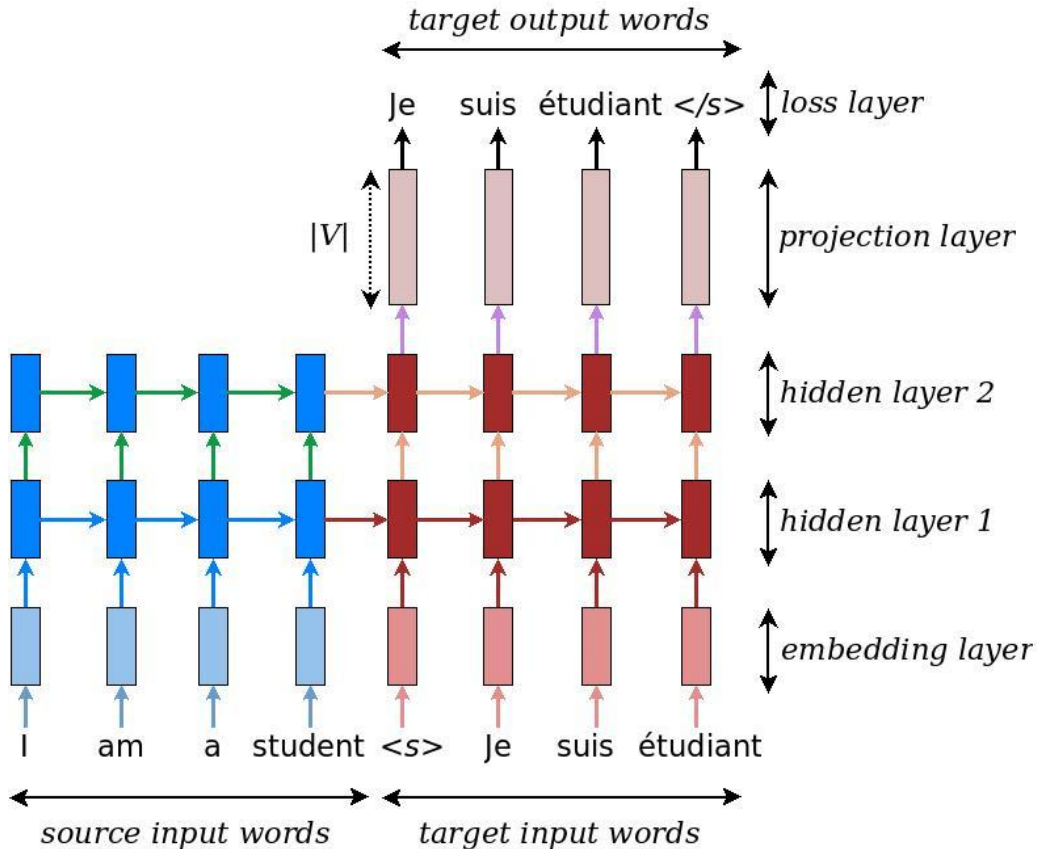 target output words
Je suis étudiant </s>
loss layer
|V|
projection layer
hidden layer 2
hidden layer 1
embedding layer
I am a student <s> Je suis étudiant
source input words
target input words